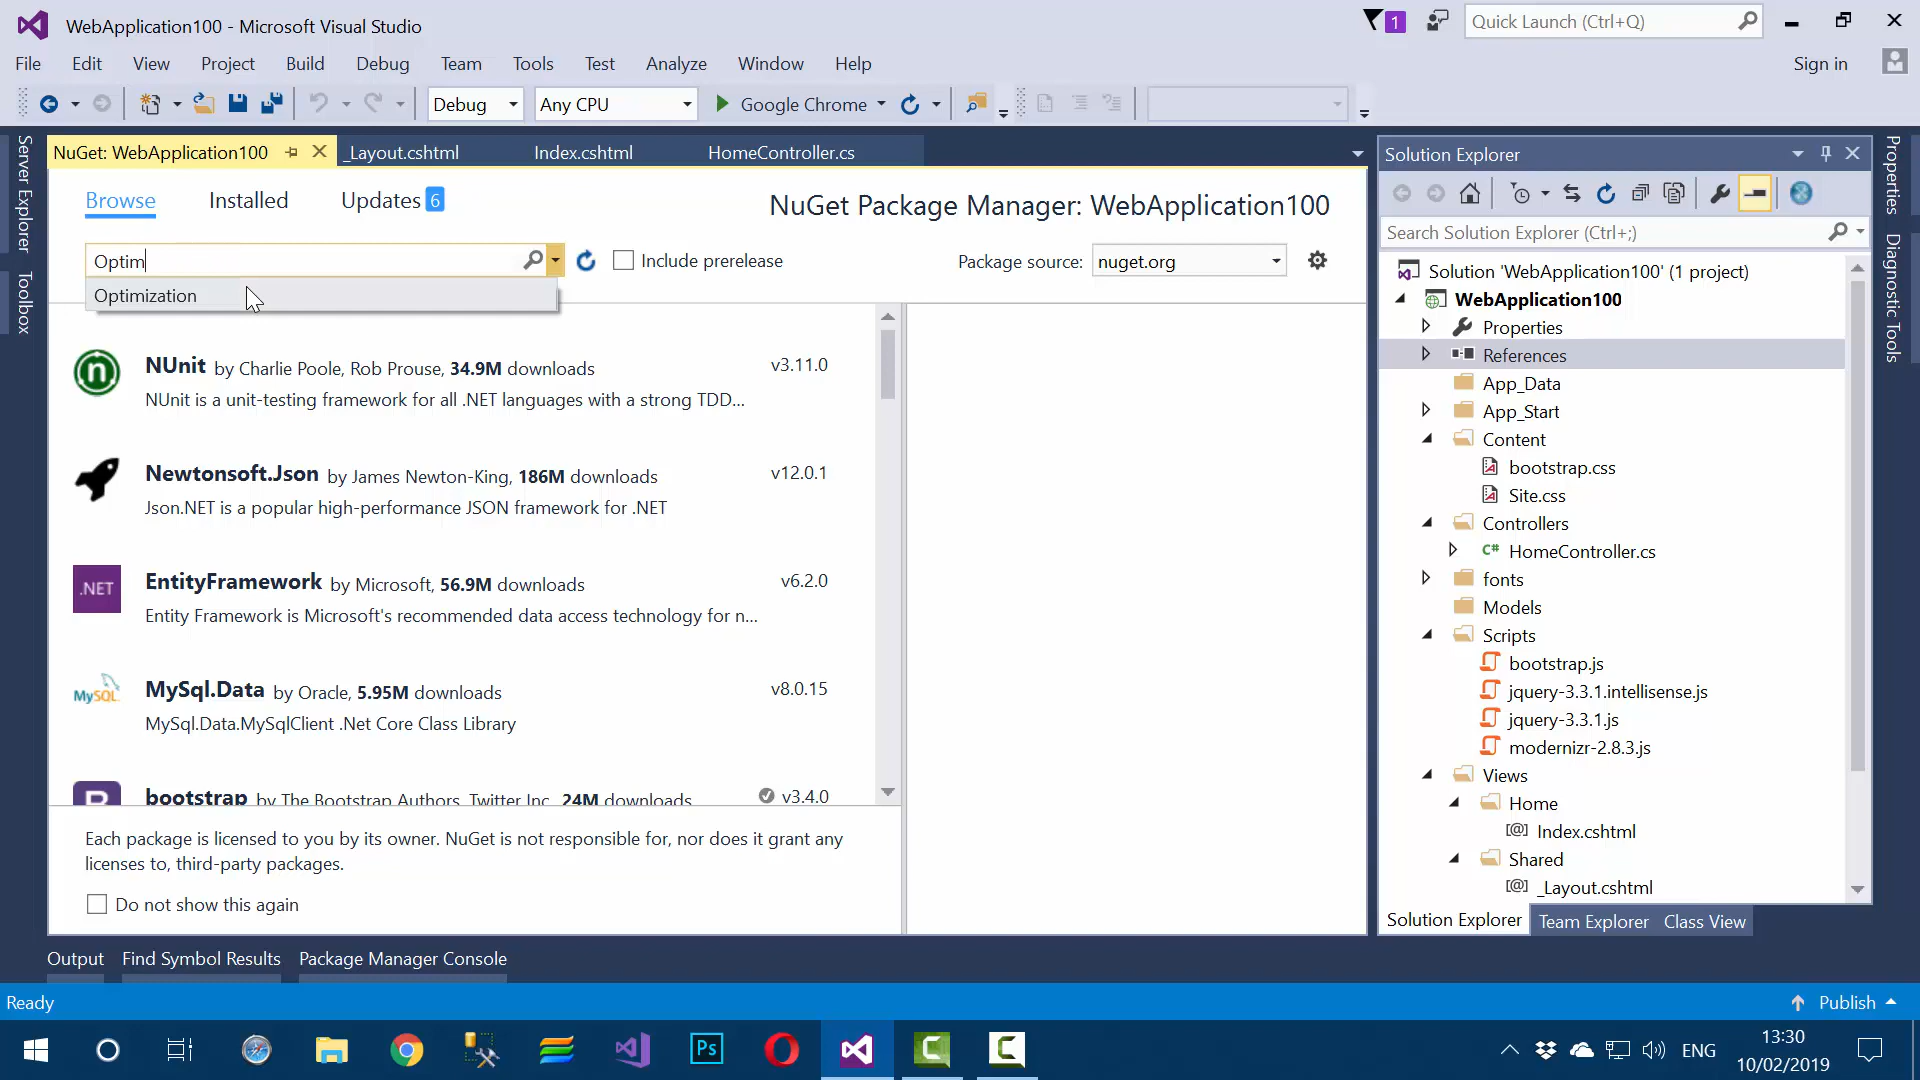 WebApplication100 - Microsoft Visual Studio
1
Quick Launch (Ctrl+Q)
File Edit View Project Build Debug Team Tools Test Analyze Window Help
Sign in
Debug Any CPU Google Chrome
Server Explorer
Toolbox
NuGet: WebApplication100 _Layout.cshtml Index.cshtml HomeController.cs
Browse Installed Updates 6
NuGet Package Manager: WebApplication100
Optim
Include prerelease
Package source: nuget.org
Optimization
NUnit by Charlie Poole, Rob Prouse, 34.9M downloads v3.11.0
NUnit is a unit-testing framework for all .NET languages with a strong TDD...
Newtonsoft.Json by James Newton-King, 186M downloads v12.0.1
Json.NET is a popular high-performance JSON framework for .NET
.NET
EntityFramework by Microsoft, 56.9M downloads v6.2.0
Entity Framework is Microsoft's recommended data access technology for n...
MySQL
MySql.Data by Oracle, 5.95M downloads v8.0.15
MySql.Data.MySqlClient .Net Core Class Library
bootstrap by The Bootstrap Authors, Twitter Inc. 24M downloads v3.4.0
Each package is licensed to you by its owner. NuGet is not responsible for, nor does it grant any
licenses to, third-party packages.
Do not show this again
Solution Explorer
Search Solution Explorer (Ctrl+;)
Solution 'WebApplication100' (1 project)
WebApplication100
Properties
References
App_Data
App_Start
Content
bootstrap.css
Site.css
Controllers
C# HomeController.cs
fonts
Models
Scripts
bootstrap.js
jquery-3.3.1.intellisense.js
jquery-3.3.1.js
modernizr-2.8.3.js
Views
Home
[@] Index.cshtml
Shared
[@] _Layout.cshtml
Solution Explorer Team Explorer Class View
Properties
Diagnostic Tools
Output Find Symbol Results Package Manager Console
Ready
Publish
Ps
ENG
13:30
10/02/2019